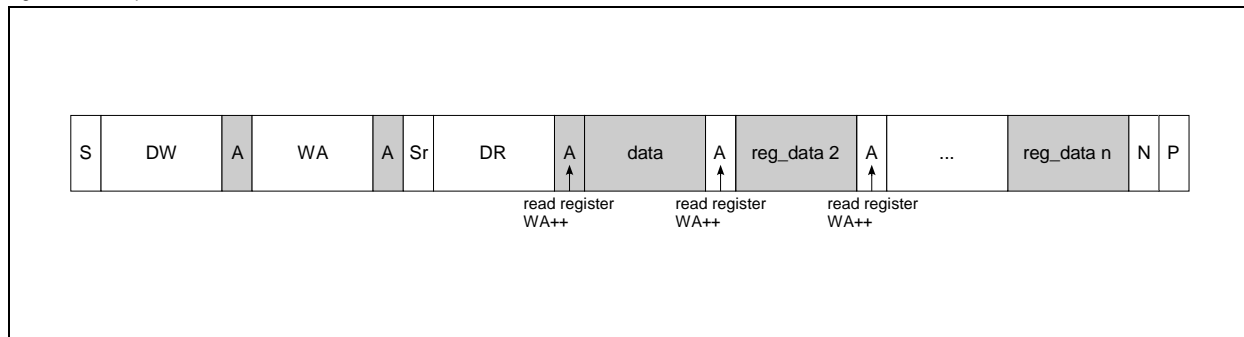 S DW A WA A Sr DR A data A reg_data 2 A ... reg_data n N P
read register read register read register
WA++ WA++ WA++